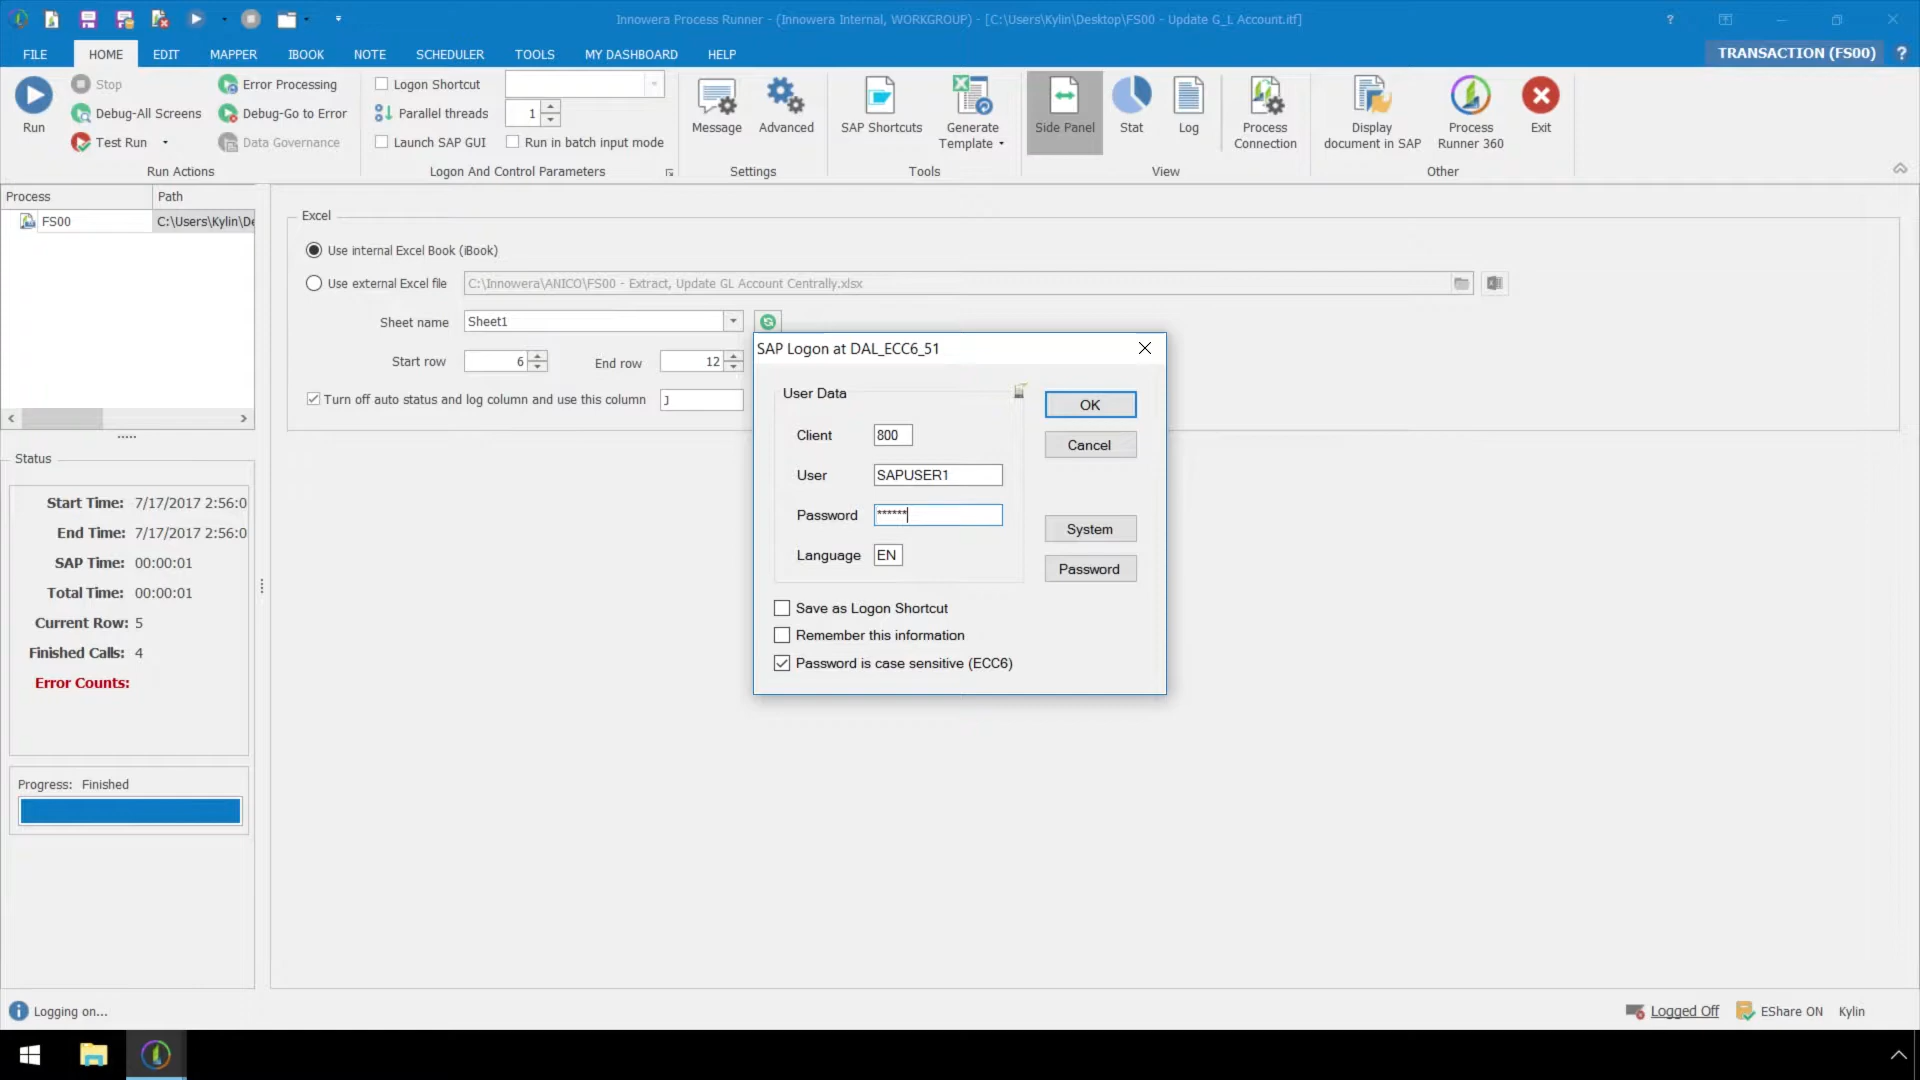 Innowera Process Runner - (Innowera Internal, WORKGROUP) - [C:\Users\Kylin\Desktop\FS00 - Update G_L Account.itf]
FILE HOME EDIT MAPPER IBOOK NOTE SCHEDULER TOOLS MY DASHBOARD HELP TRANSACTION (FS00)
Run
Stop
Debug-All Screens
Test Run
Error Processing
Debug-Go to Error
Data Governance
Run Actions
Logon Shortcut
Parallel threads 1
Launch SAP GUI Run in batch input mode
Logon And Control Parameters
Message Advanced
Settings
SAP Shortcuts
Generate
Template
Tools
Side Panel Stat Log
Process
Connection
View
Display
document in SAP
Process
Runner 360
Exit
Other
Process Path
FS00 C:\Users\Kylin\De
Status
Start Time: 7/17/2017 2:56:0
End Time: 7/17/2017 2:56:0
SAP Time: 00:00:01
Total Time: 00:00:01
Current Row: 5
Finished Calls: 4
Error Counts:
Progress: Finished
Excel
Use internal Excel Book (iBook)
Use external Excel file C:\Innowera\ANICO\FS00 - Extract, Update GL Account Centrally.xlsx
Sheet name Sheet1
Start row 6 End row 12
Turn off auto status and log column and use this column J
SAP Logon at DAL_ECC6_51
User Data
Client 800
User SAPUSER1
Password ******
Language EN
OK
Cancel
System
Password
Save as Logon Shortcut
Remember this information
Password is case sensitive (ECC6)
Logging on...
Logged Off EShare ON Kylin